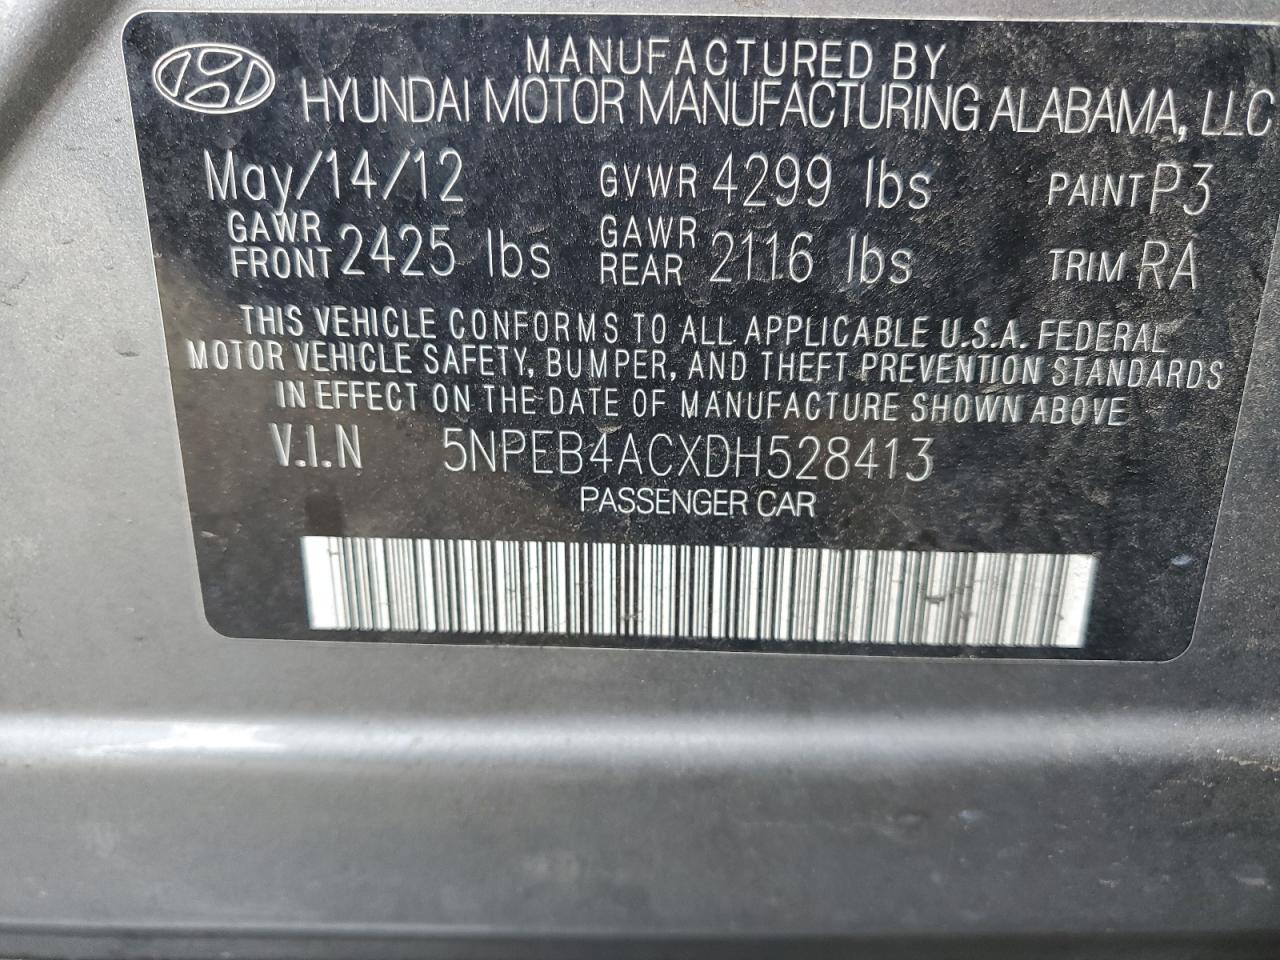 MANUFACTURED BY
HYUNDAI MOTOR MANUFACTURING ALABAMA, LLC
May/14/12 GVWR 4299 lbs PAINT P3
GAWR FRONT 2425 lbs GAWR REAR 2116 lbs TRIM RA
THIS VEHICLE CONFORMS TO ALL APPLICABLE U.S.A. FEDERAL
MOTOR VEHICLE SAFETY, BUMPER, AND THEFT PREVENTION STANDARDS
IN EFFECT ON THE DATE OF MANUFACTURE SHOWN ABOVE
V.I.N 5NPEB4ACXDH528413
PASSENGER CAR